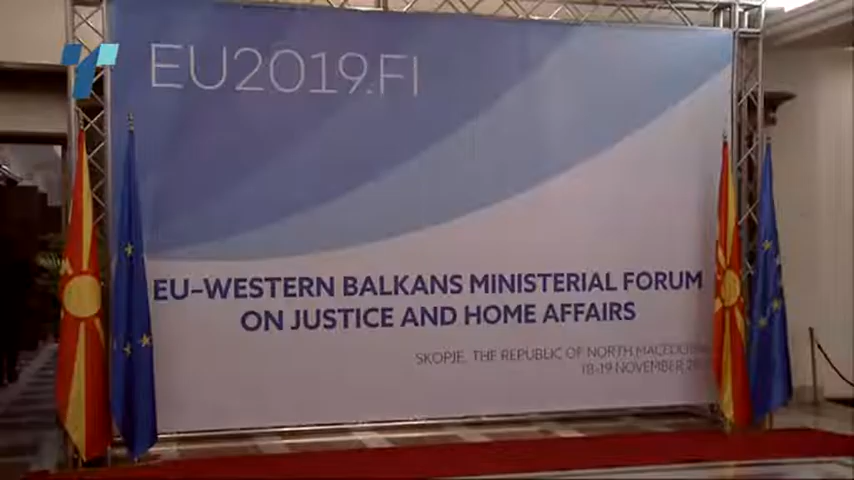 EU2019.FI
EU-WESTERN BALKANS MINISTERIAL FORUM
ON JUSTICE AND HOME AFFAIRS
SKOPJE, THE REPUBLIC OF NORTH
18-19 NOVEMBER